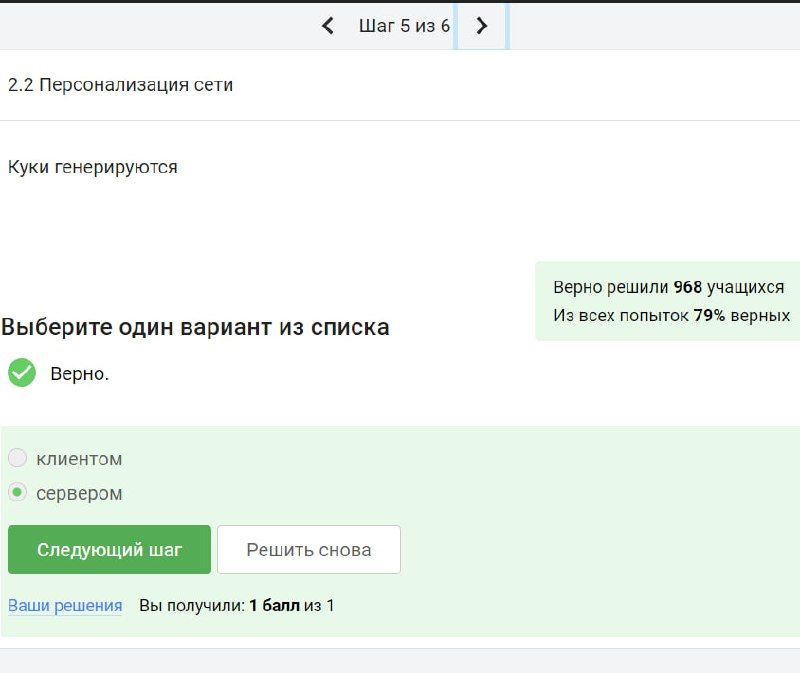 Шаг 5 из 6
2.2 Персонализация сети
Куки генерируются
Верно решили 968 учащихся
Из всех попыток 79% верных
Выберите один вариант из списка
Верно.
клиентом
сервером
Следующий шаг
Решить снова
Ваши решения Вы получили: 1 балл из 1